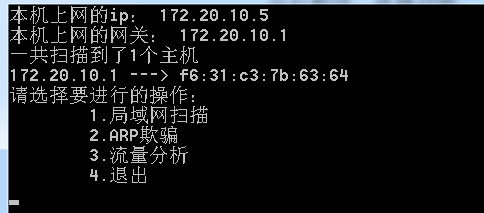 本机上网的ip： 172.20.10.5
本机上网的网关： 172.20.10.1
一共扫描到了1个主机
172.20.10.1 ---> f6:31:c3:7b:63:64
请选择要进行的操作：
1.局域网扫描
2.ARP欺骗
3.流量分析
4.退出